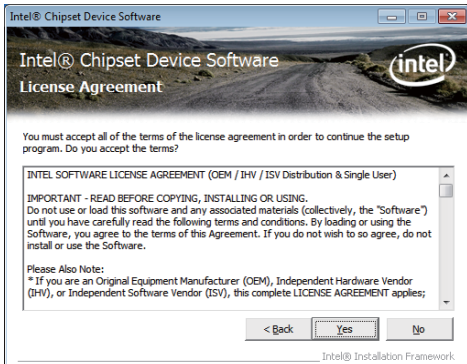 Intel® Chipset Device Software
Intel® Chipset Device Software
License Agreement
intel
You must accept all of the terms of the license agreement in order to continue the setup
program. Do you accept the terms?
INTEL SOFTWARE LICENSE AGREEMENT (OEM / IHV / ISV Distribution & Single User)
IMPORTANT - READ BEFORE COPYING, INSTALLING OR USING.
Do not use or load this software and any associated materials (collectively, the "Software")
until you have carefully read the following terms and conditions. By loading or using the
Software, you agree to the terms of this Agreement. If you do not wish to so agree, do not
install or use the Software.
Please Also Note:
* If you are an Original Equipment Manufacturer (OEM), Independent Hardware Vendor
(IHV), or Independent Software Vendor (ISV), this complete LICENSE AGREEMENT applies;
< Back Yes No
Intel® Installation Framework